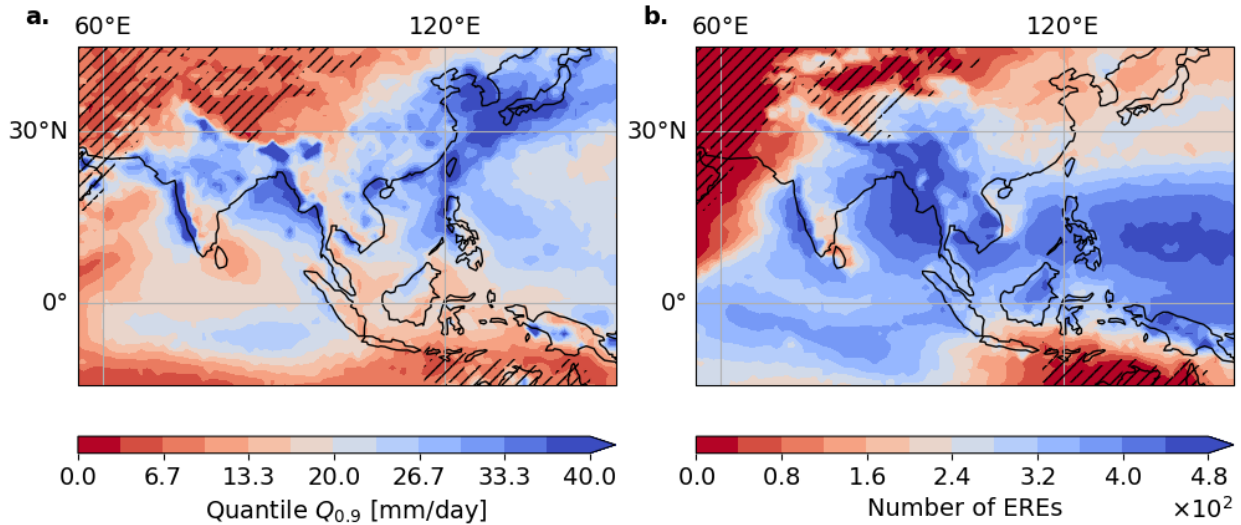 a.
60°E 120°E
30°N
0°
0.0 6.7 13.3 20.0 26.7 33.3 40.0
Quantile Q0.9 [mm/day]
b.
60°E 120°E
30°N
0°
0.0 0.8 1.6 2.4 3.2 4.0 4.8
Number of EREs ×10²